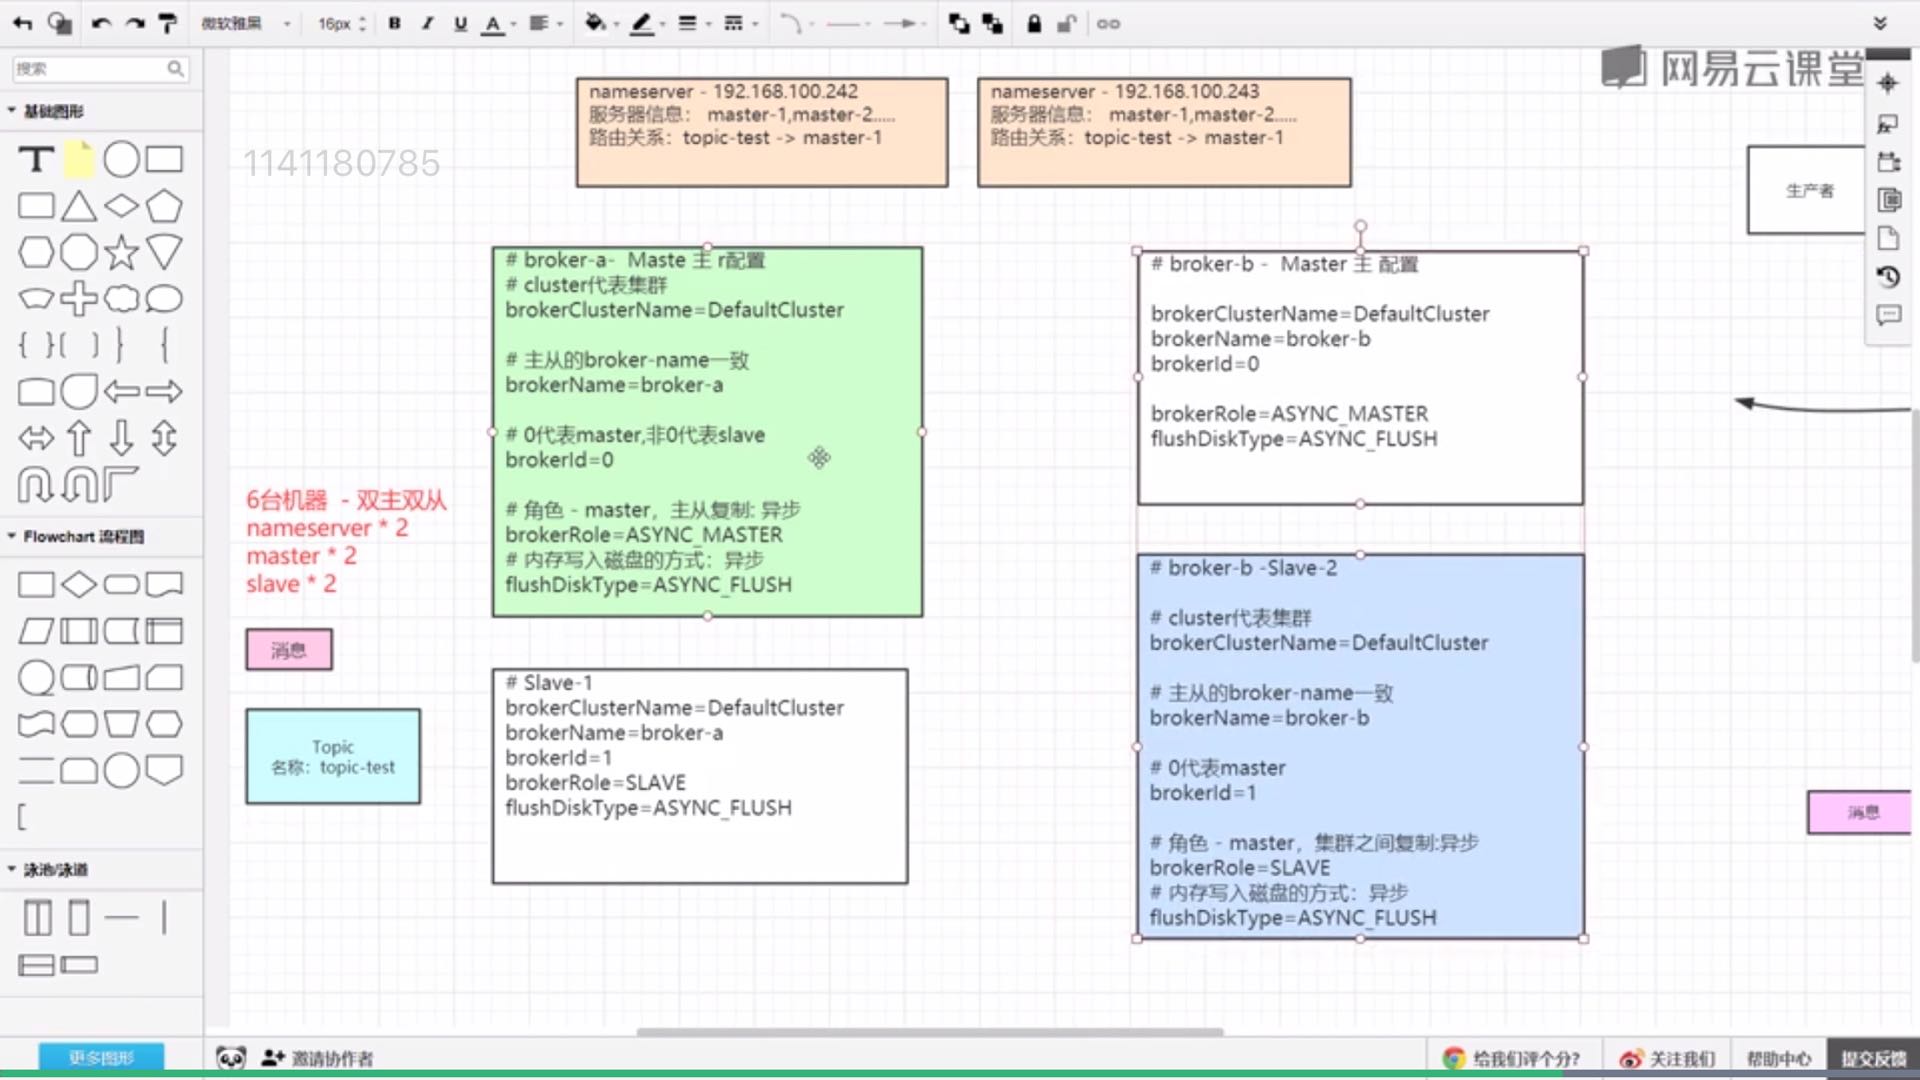 微软雅黑
16px
B
I
U
A
搜索
网易云课堂
基础图形
T
1141180785
nameserver - 192.168.100.242
服务器信息： master-1,master-2.....
路由关系：topic-test -> master-1
nameserver - 192.168.100.243
服务器信息： master-1,master-2.....
路由关系：topic-test -> master-1
生产者
# broker-a- Maste 主 r配置
# cluster代表集群
brokerClusterName=DefaultCluster
# 主从的broker-name一致
brokerName=broker-a
# 0代表master,非0代表slave
brokerId=0
# 角色 - master，主从复制: 异步
brokerRole=ASYNC_MASTER
# 内存写入磁盘的方式：异步
flushDiskType=ASYNC_FLUSH
# broker-b - Master 主 配置
brokerClusterName=DefaultCluster
brokerName=broker-b
brokerId=0
brokerRole=ASYNC_MASTER
flushDiskType=ASYNC_FLUSH
6台机器 - 双主双从
nameserver * 2
master * 2
slave * 2
Flowchart 流程图
消息
Topic
名称：topic-test
# Slave-1
brokerClusterName=DefaultCluster
brokerName=broker-a
brokerId=1
brokerRole=SLAVE
flushDiskType=ASYNC_FLUSH
# broker-b -Slave-2
# cluster代表集群
brokerClusterName=DefaultCluster
# 主从的broker-name一致
brokerName=broker-b
# 0代表master
brokerId=1
# 角色 - master，集群之间复制:异步
brokerRole=SLAVE
# 内存写入磁盘的方式：异步
flushDiskType=ASYNC_FLUSH
消息
泳池/泳道
更多图形
邀请协作者
给我们评个分?
关注我们
帮助中心
提交反馈